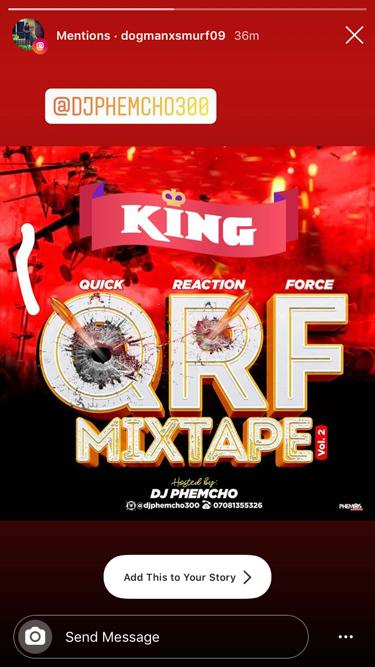 Mentions · dogmanxsmurf09 36m
@DJPHEMCHO300
KING
QUICK REACTION FORCE
QRF
MIXTAPE Vol. 2
Hosted by:
DJ PHEMCHO
@djphemcho300 07081355326
Add This to Your Story
Send Message